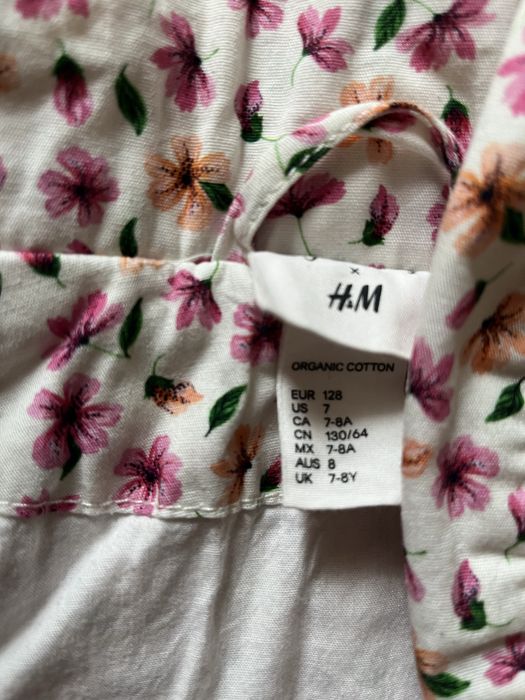 H&M
ORGANIC COTTON
EUR 128
US 7
CA 7-8A
CN 130/64
MX 7-8A
AUS 8
UK 7-8Y